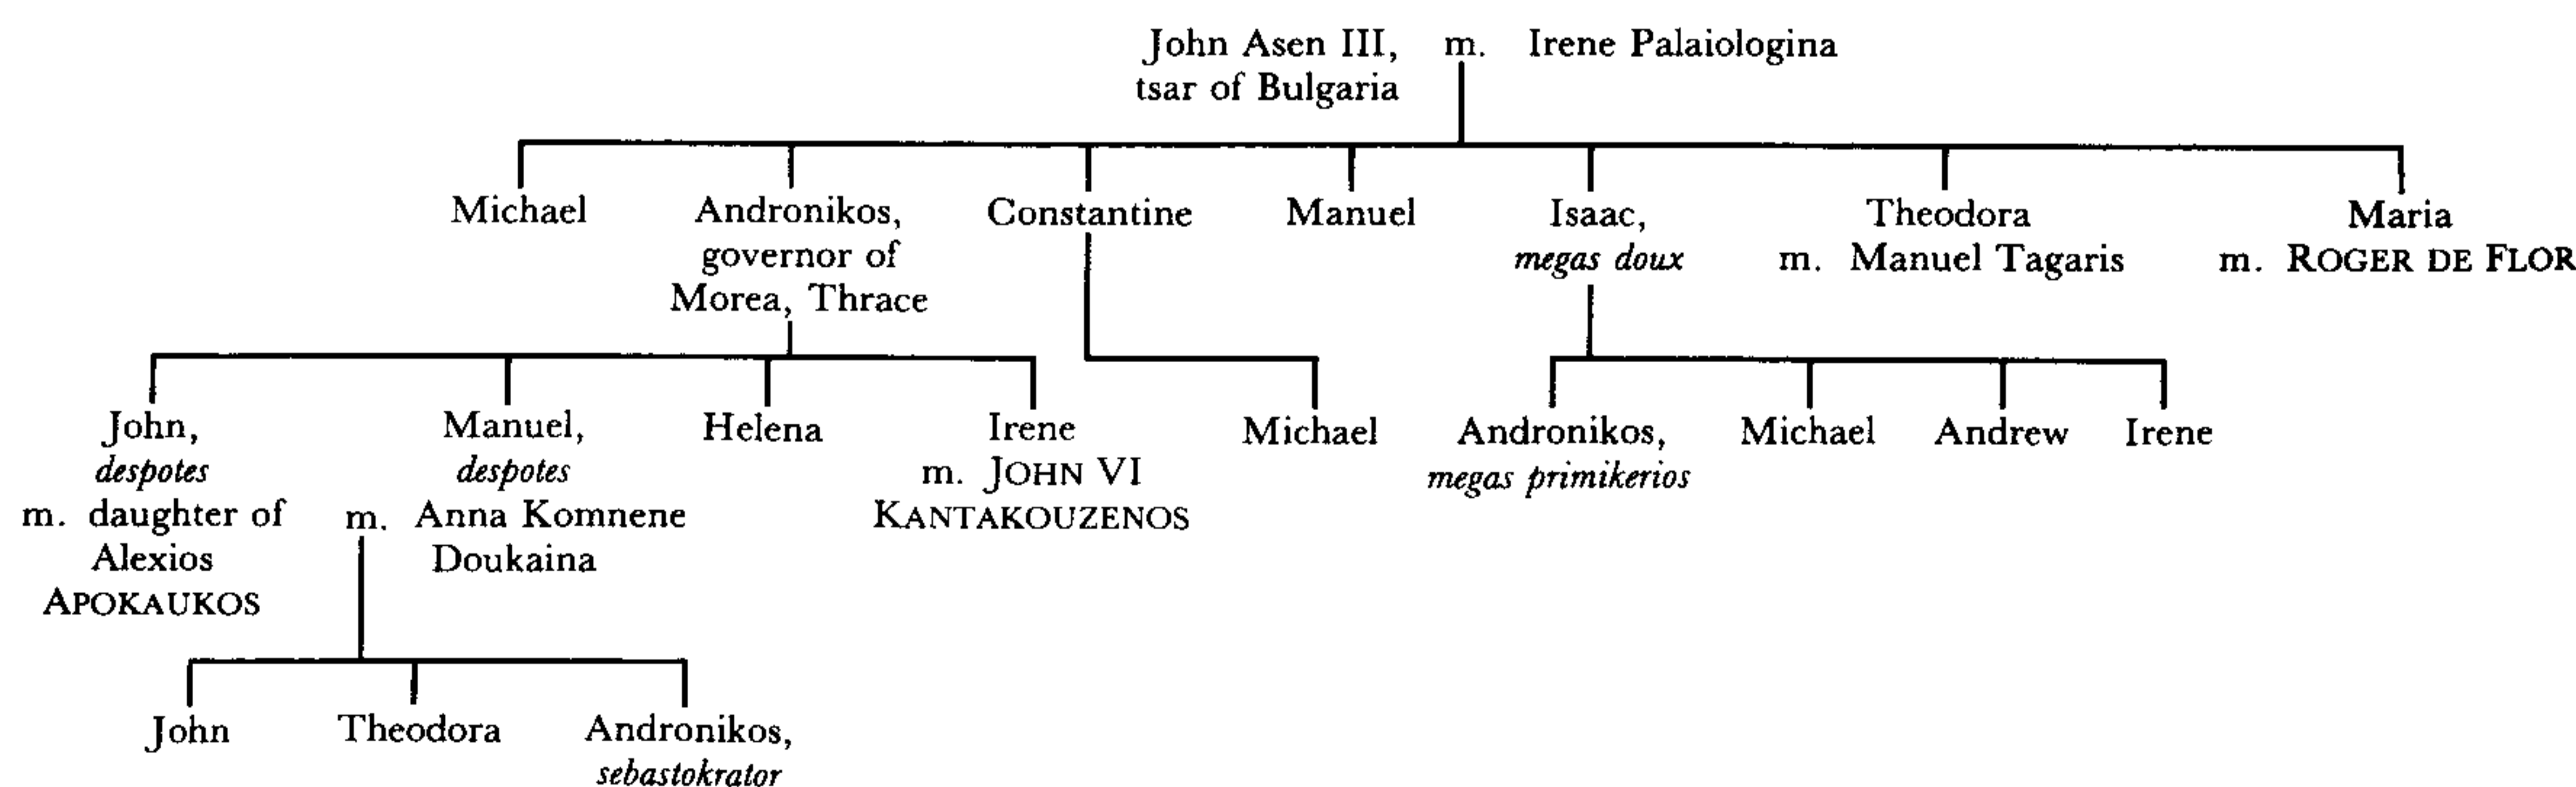 John Asen III, m. Irene Palaiologina
tsar of Bulgaria
Michael Andronikos, Constantine Manuel Isaac, Theodora Maria
governor of megas doux m. Manuel Tagaris m. ROGER DE FLOR
Morea, Thrace
John, Manuel, Helena Irene Michael Andronikos, Michael Andrew Irene
despotes despotes m. JOHN VI megas primikerios
m. daughter of m. Anna Komnene KANTAKOUZENOS
Alexios Doukaina
APOKAUKOS
John Theodora Andronikos,
sebastokrator